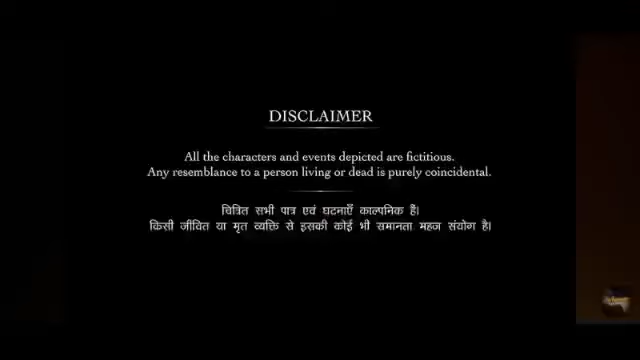 DISCLAIMER
All the characters and events depicted are fictitious.
Any resemblance to a person living or dead is purely coincidental.
चित्रित सभी पात्र एवं घटनाएँ काल्पनिक हैं।
किसी जीवित या मृत व्यक्ति से इसकी कोई भी समानता महज संयोग है।